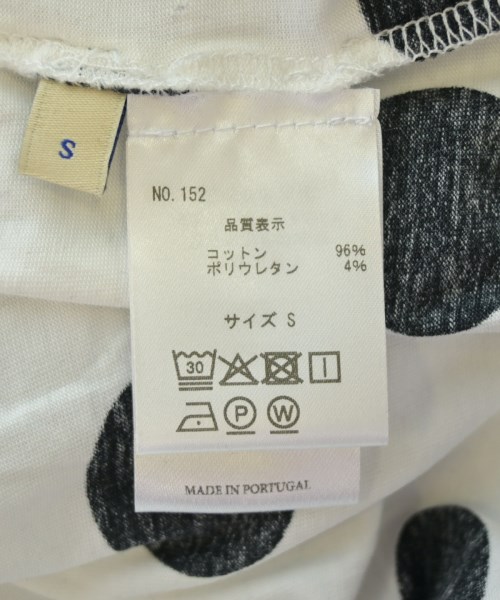 S
NO. 152
品質表示
コットン 96%
ポリウレタン 4%
サイズ S
30
P W
MADE IN PORTUGAL